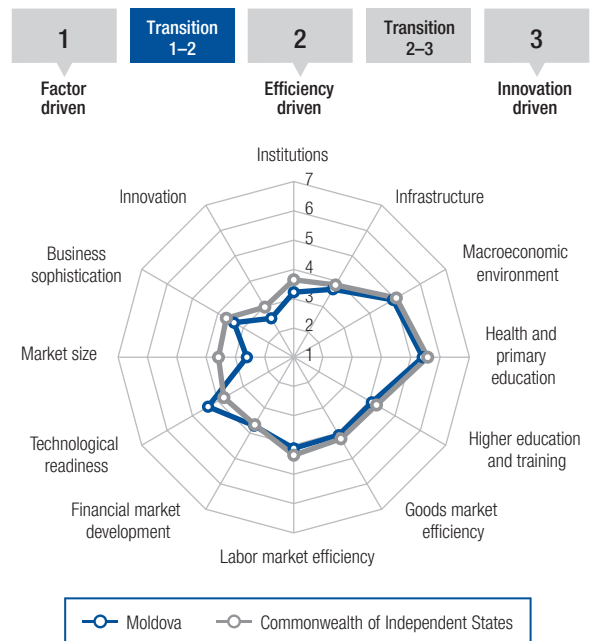 1
Transition
1–2
2
Transition
2–3
3
Factor
driven
Efficiency
driven
Innovation
driven
Institutions
Infrastructure
Macroeconomic
environment
Health and
primary
education
Higher education
and training
Goods market
efficiency
Labor market efficiency
Financial market
development
Technological
readiness
Market size
Business
sophistication
Innovation
7
6
5
4
3
2
1
Moldova
Commonwealth of Independent States